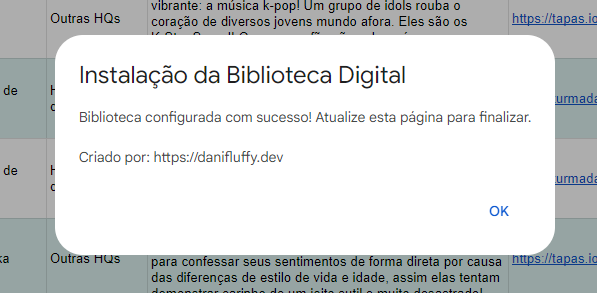 vibrante: a música k-pop! Um grupo de idols rouba o
Outras HQs
coração de diversos jovens mundo afora. Eles são os
https://tapas.io
Instalação da Biblioteca Digital
Biblioteca configurada com sucesso! Atualize esta página para finalizar.
Criado por: https://danifluffy.dev
OK
de
urmada
de
urmada
ka
Outras HQs
https://tapas.io
para confessar seus sentimentos de forma direta por causa
das diferenças de estilo de vida e idade, assim elas tentam